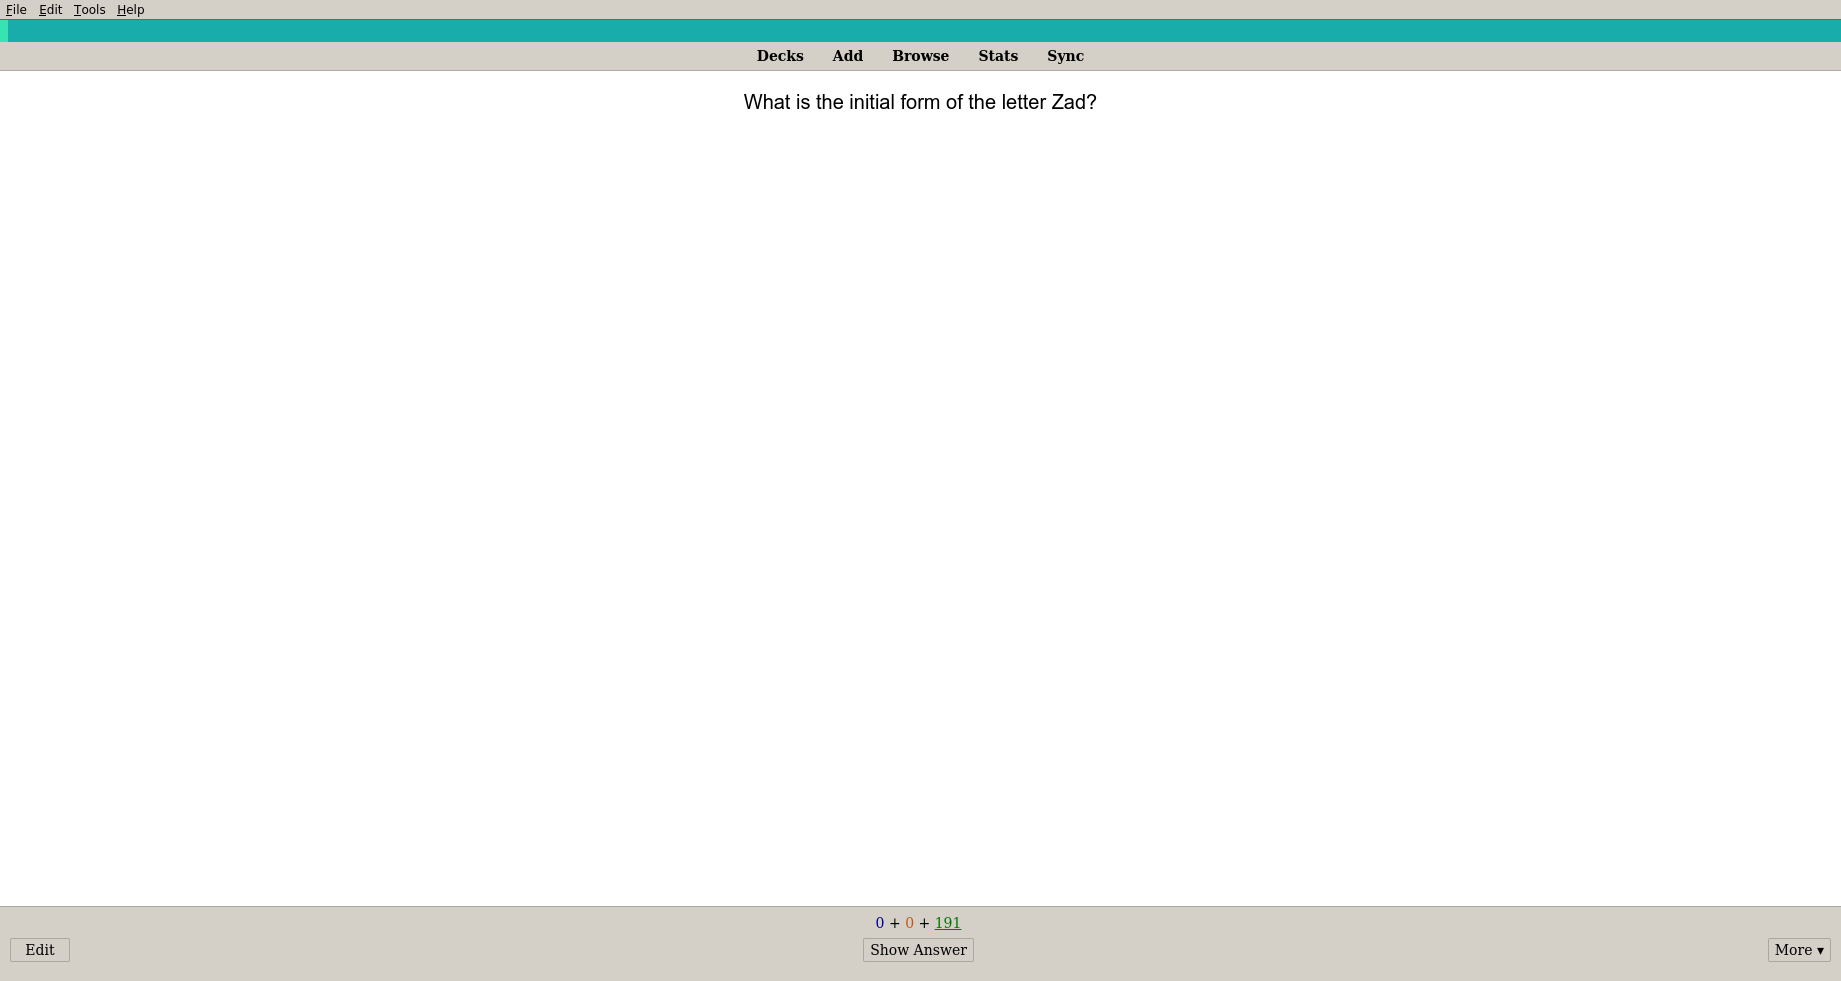 File Edit Tools Help
Decks Add Browse Stats Sync
What is the initial form of the letter Zad?
0 + 0 + 191
Edit Show Answer More ▾